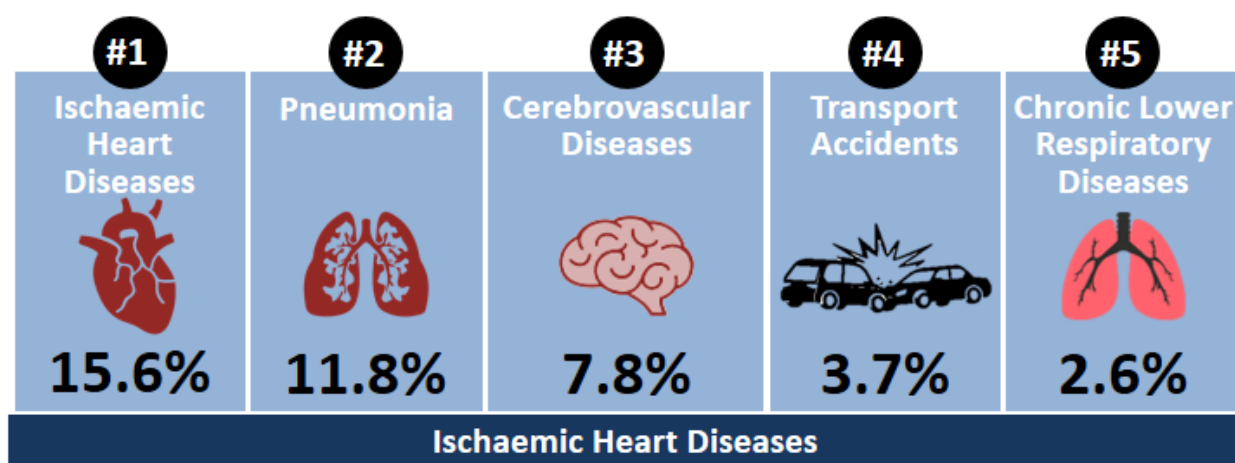 #1
Ischaemic
Heart
Diseases
15.6%
#2
Pneumonia
11.8%
#3
Cerebrovascular
Diseases
7.8%
#4
Transport
Accidents
3.7%
#5
Chronic Lower
Respiratory
Diseases
2.6%
Ischaemic Heart Diseases